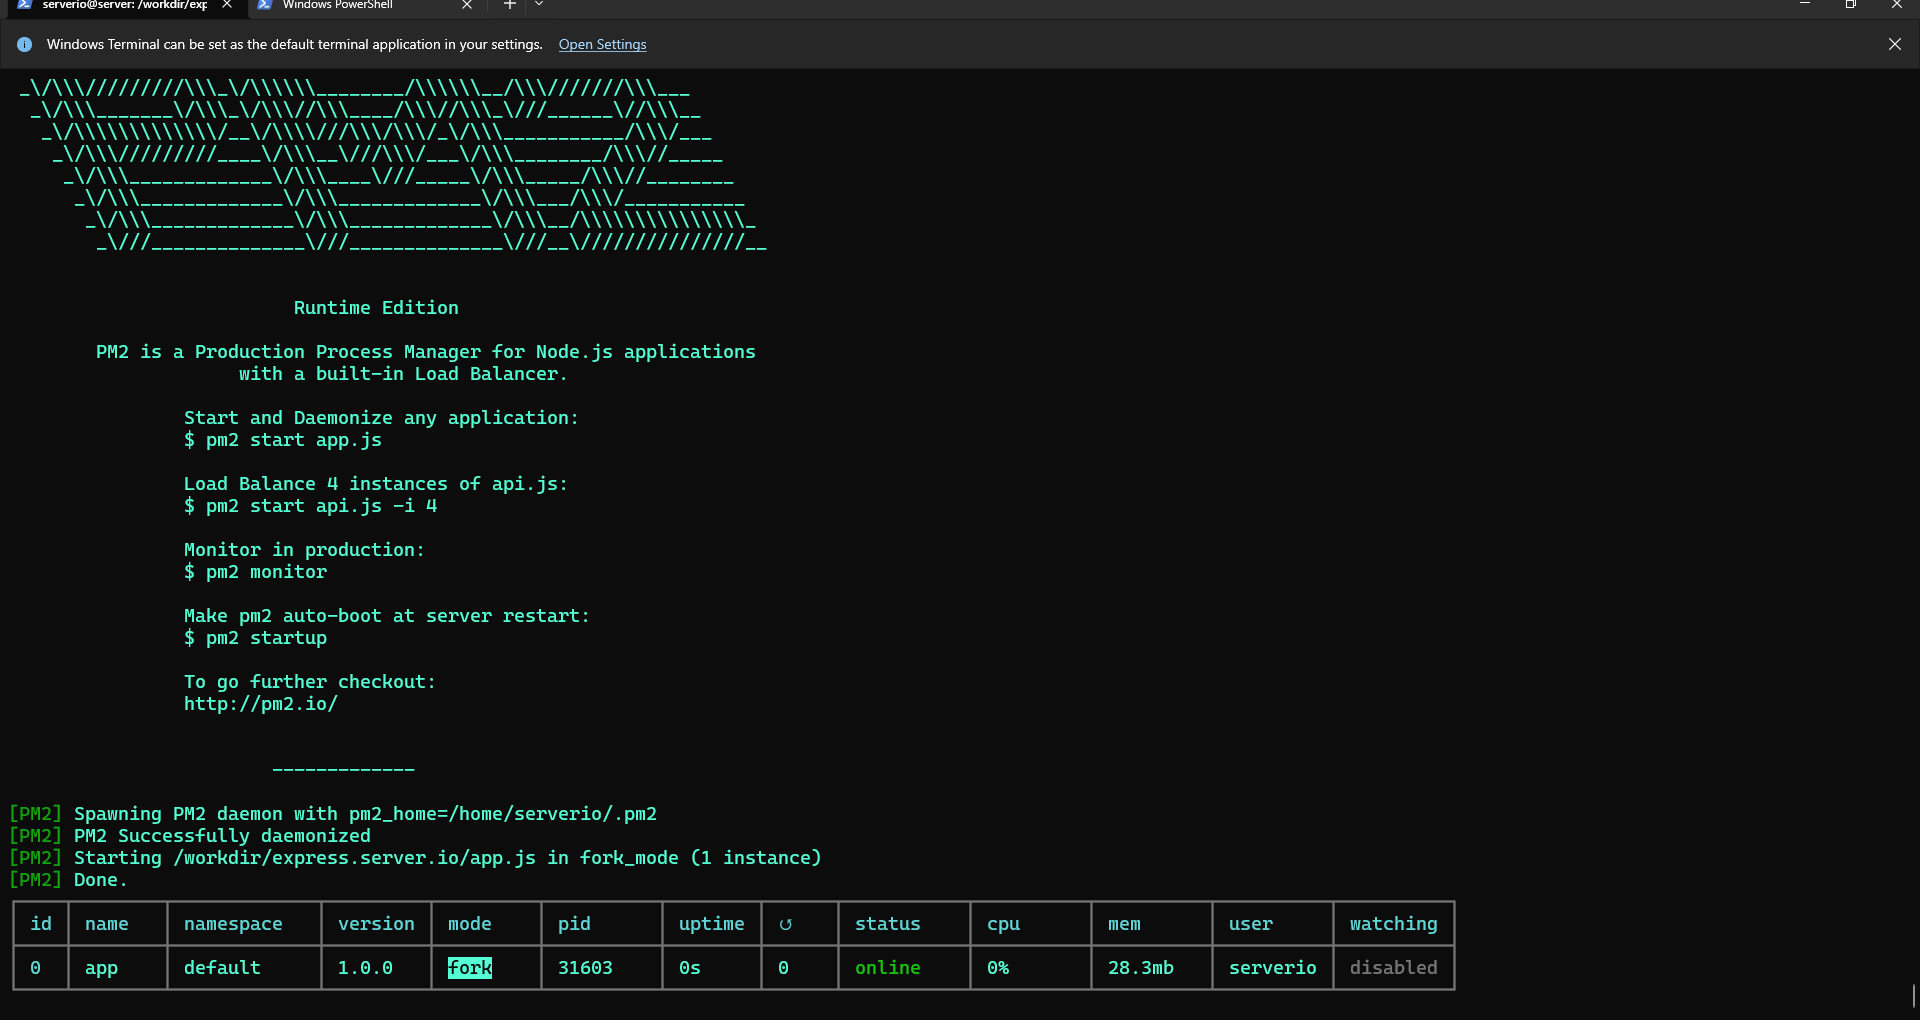 serverio@server: /workdir/exp
Windows PowerShell
Windows Terminal can be set as the default terminal application in your settings. Open Settings
_\/\\\/////////\\\_\/\\\\\\________/\\\\\\__/\\\///////\\\___
_\/\\\_______\/\\\_\/\\\//\\\____/\\\//\\\_\///______\//\\\__
_\/\\\\\\\\\\\\\/__\/\\\\///\\\/\\\/_\/\\\___________/\\\/___
_\/\\\/////////____\/\\\__\///\\\/___\/\\\________/\\\//_____
_\/\\\_____________\/\\\____\///_____\/\\\_____/\\\//________
_\/\\\_____________\/\\\_____________\/\\\___/\\\/___________
_\/\\\_____________\/\\\_____________\/\\\__/\\\\\\\\\\\\\\\_
_\///______________\///______________\///__\///////////////__
Runtime Edition
PM2 is a Production Process Manager for Node.js applications
with a built-in Load Balancer.
Start and Daemonize any application:
$ pm2 start app.js
Load Balance 4 instances of api.js:
$ pm2 start api.js -i 4
Monitor in production:
$ pm2 monitor
Make pm2 auto-boot at server restart:
$ pm2 startup
To go further checkout:
http://pm2.io/
-------------
[PM2] Spawning PM2 daemon with pm2_home=/home/serverio/.pm2
[PM2] PM2 Successfully daemonized
[PM2] Starting /workdir/express.server.io/app.js in fork_mode (1 instance)
[PM2] Done.
id name namespace version mode pid uptime ↺ status cpu mem user watching
0 app default 1.0.0 fork 31603 0s 0 online 0% 28.3mb serverio disabled